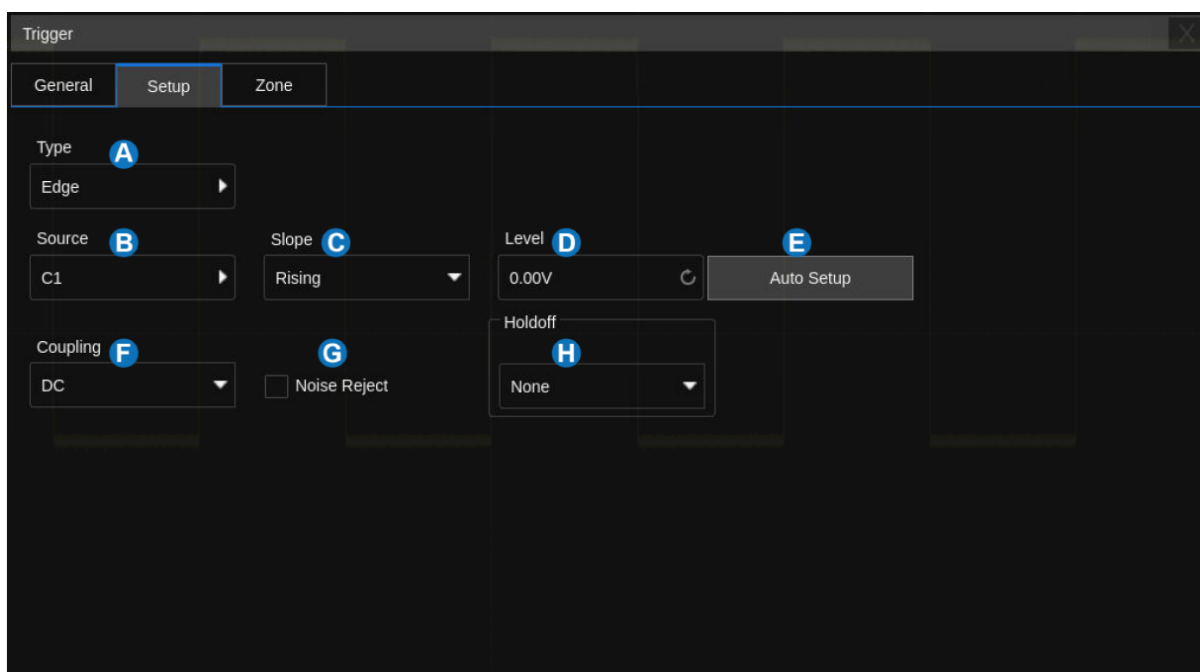 Trigger X
General Setup Zone
Type A
Edge
Source B Slope C Level D E
C1 Rising 0.00V Auto Setup
Holdoff
Coupling F G H
DC Noise Reject None